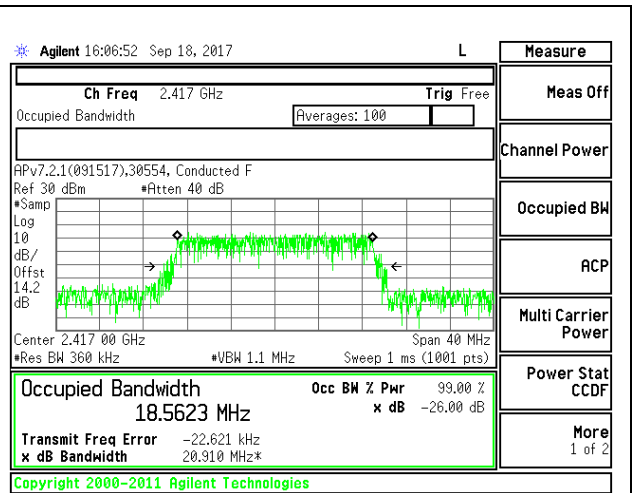 Agilent 16:06:52 Sep 18, 2017 L
Measure
Ch Freq 2.417 GHz Trig Free
Meas Off
Occupied Bandwidth Averages: 100
Channel Power
APv7.2.1(091517),30554, Conducted F
Ref 30 dBm #Atten 40 dB
#Samp
Log
10
dB/
Offst
14.2
dB
Occupied BW
ACP
Multi Carrier
Power
Center 2.417 00 GHz Span 40 MHz
#Res BW 360 kHz #VBW 1.1 MHz Sweep 1 ms (1001 pts)
Power Stat
CCDF
Occupied Bandwidth Occ BW % Pwr 99.00 %
18.5623 MHz x dB -26.00 dB
Transmit Freq Error -22.621 kHz
x dB Bandwidth 20.910 MHz*
More
1 of 2
Copyright 2000-2011 Agilent Technologies